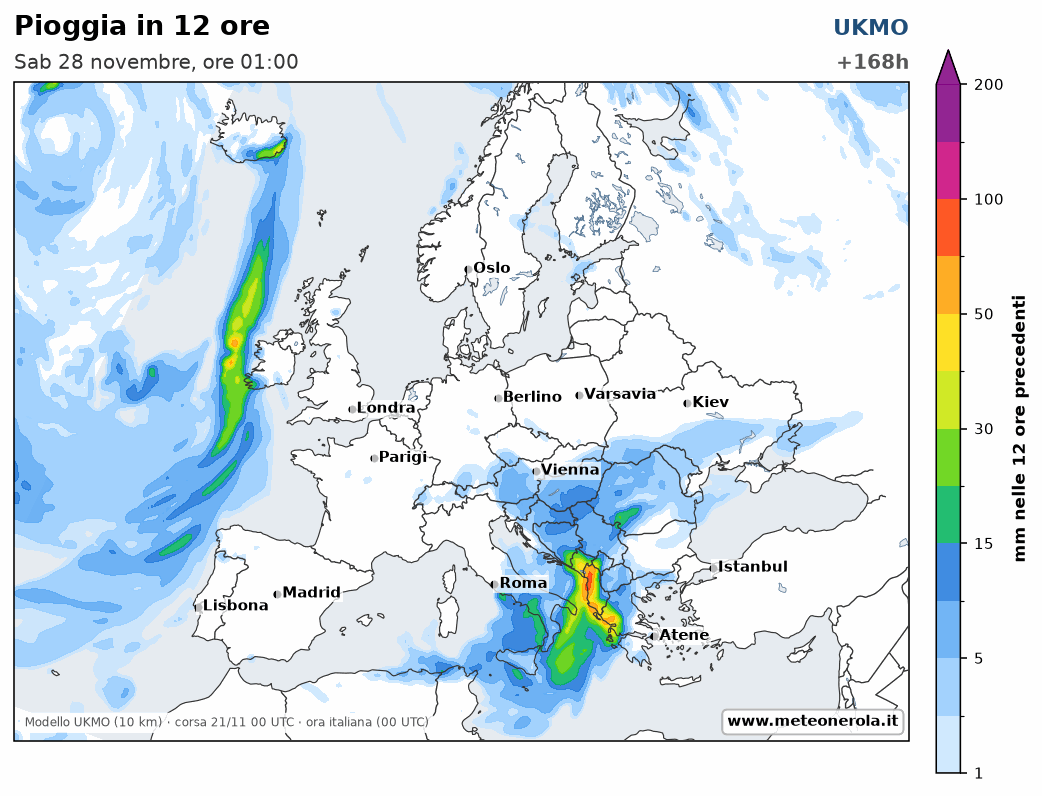 Pioggia in 12 ore
UKMO
Sab 28 novembre, ore 01:00
+168h
200
100
50
30
15
5
1
mm nelle 12 ore precedenti
Oslo
Berlino
Varsavia
Kiev
Londra
Parigi
Vienna
Istanbul
Roma
Madrid
Lisbona
Atene
Modello UKMO (10 km) · corsa 21/11 00 UTC · ora italiana (00 UTC)
www.meteonerola.it